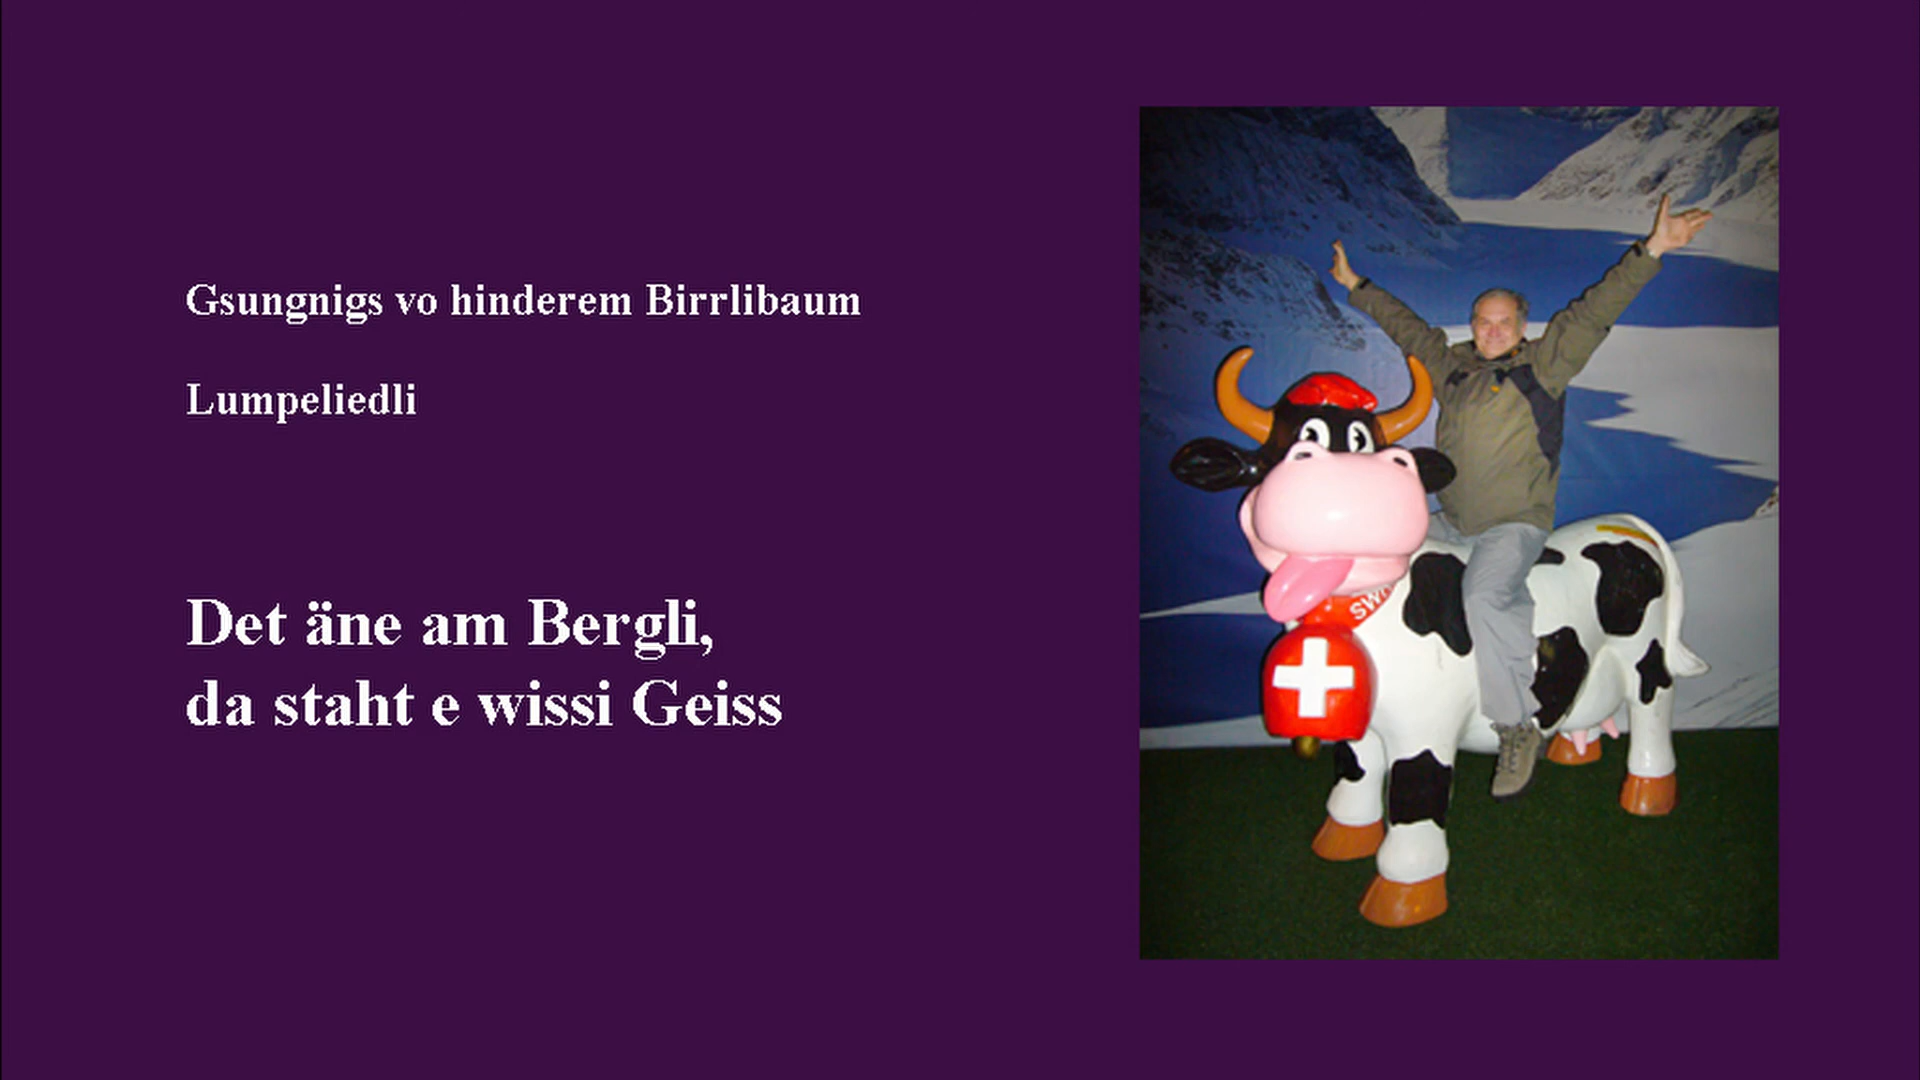 Gsungnigs vo hinderem Birrlibaum
Lumpeliedli
Det äne am Bergli,
da staht e wissi Geiss